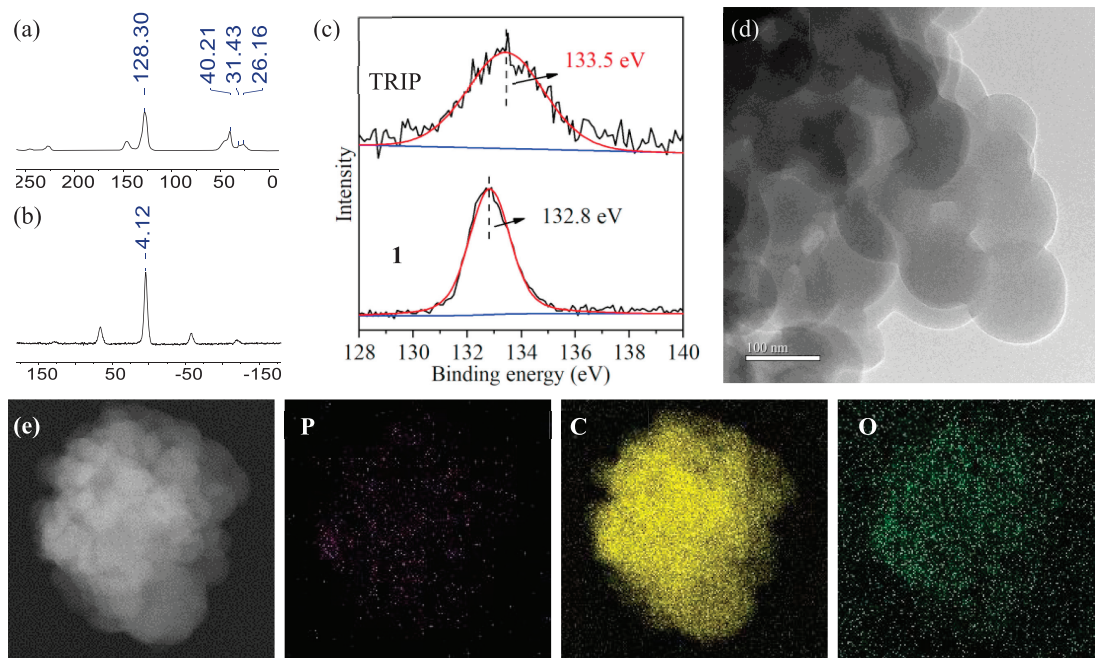 (a)
128.30
40.21
31.43
26.16
250 200 150 100 50 0
(b)
4.12
150 50 -50 -150
(c)
TRIP
133.5 eV
1
132.8 eV
Intensity
128 130 132 134 136 138 140
Binding energy (eV)
(d)
100 nm
(e)
P
C
O